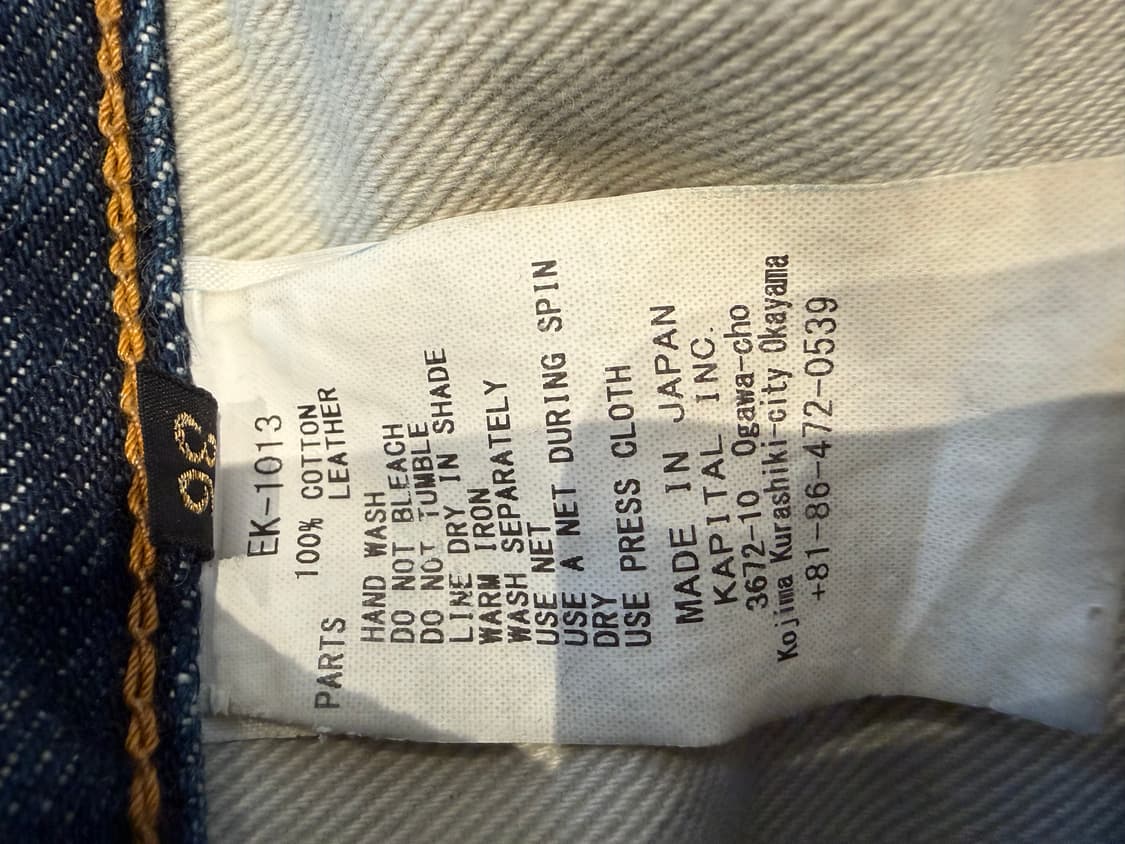 EK-1013
100% COTTON
PARTS LEATHER
HAND WASH
DO NOT BLEACH
DO NOT TUMBLE
LINE DRY IN SHADE
WARM IRON
WASH SEPARATELY
USE NET
USE A NET DURING SPIN
DRY
USE PRESS CLOTH
MADE IN JAPAN
KAPITAL INC.
3672-10 Ogawa-cho
Kojima Kurashiki-city Okayama
+81-86-472-0539